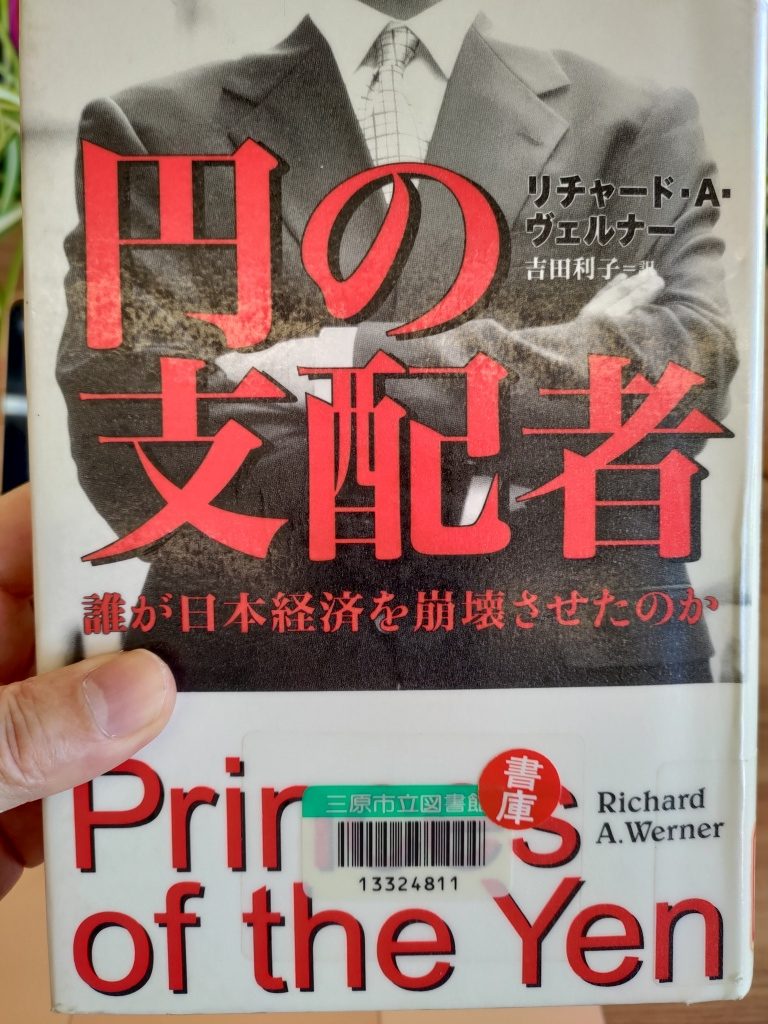 円の
支配者
リチャード・A・
ヴェルナー
吉田利子=訳
誰が日本経済を崩壊させたのか
Prin s
of the Yen
Richard
A.Werner
三原市立図書館
13324811
書庫